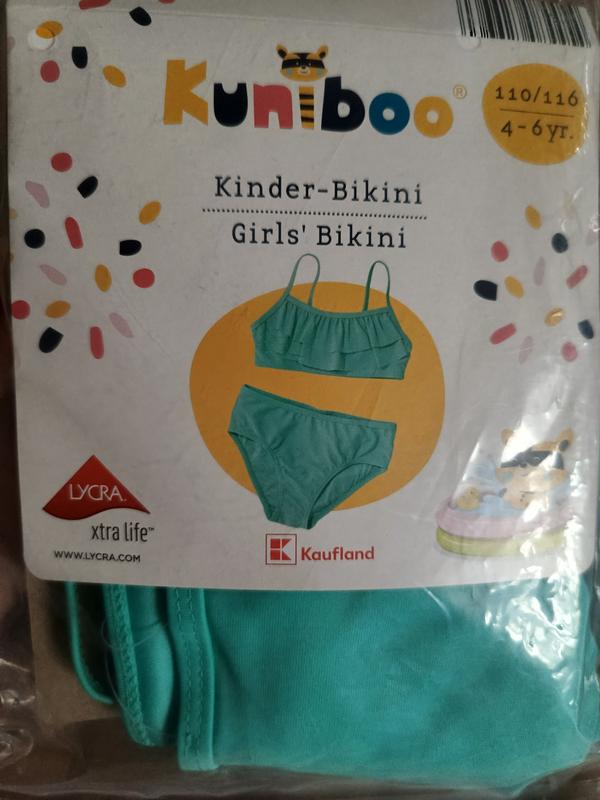 Kuniboo®
110/116
4-6 yr.
Kinder-Bikini
Girls' Bikini
LYCRA.
xtra life™
WWW.LYCRA.COM
Kaufland